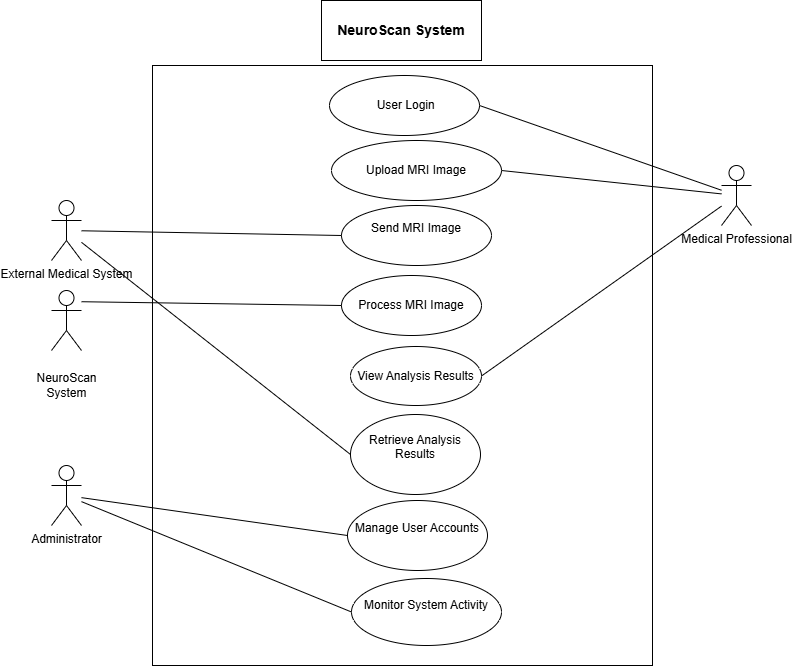 NeuroScan System
User Login
Upload MRI Image
Send MRI Image
Medical Professional
External Medical System
Process MRI Image
NeuroScan
System
View Analysis Results
Retrieve Analysis
Results
Manage User Accounts
Administrator
Monitor System Activity